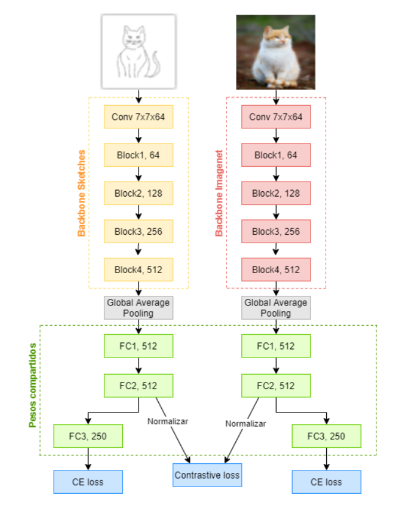 Backbone Sketches
Conv 7x7x64
Block1, 64
Block2, 128
Block3, 256
Block4, 512
Global Average
Pooling
Backbone Imagenet
Conv 7x7x64
Block1, 64
Block2, 128
Block3, 256
Block4, 512
Global Average
Pooling
Pesos compartidos
FC1, 512
FC1, 512
FC2, 512
FC2, 512
Normalizar
Normalizar
FC3, 250
FC3, 250
CE loss
Contrastive loss
CE loss